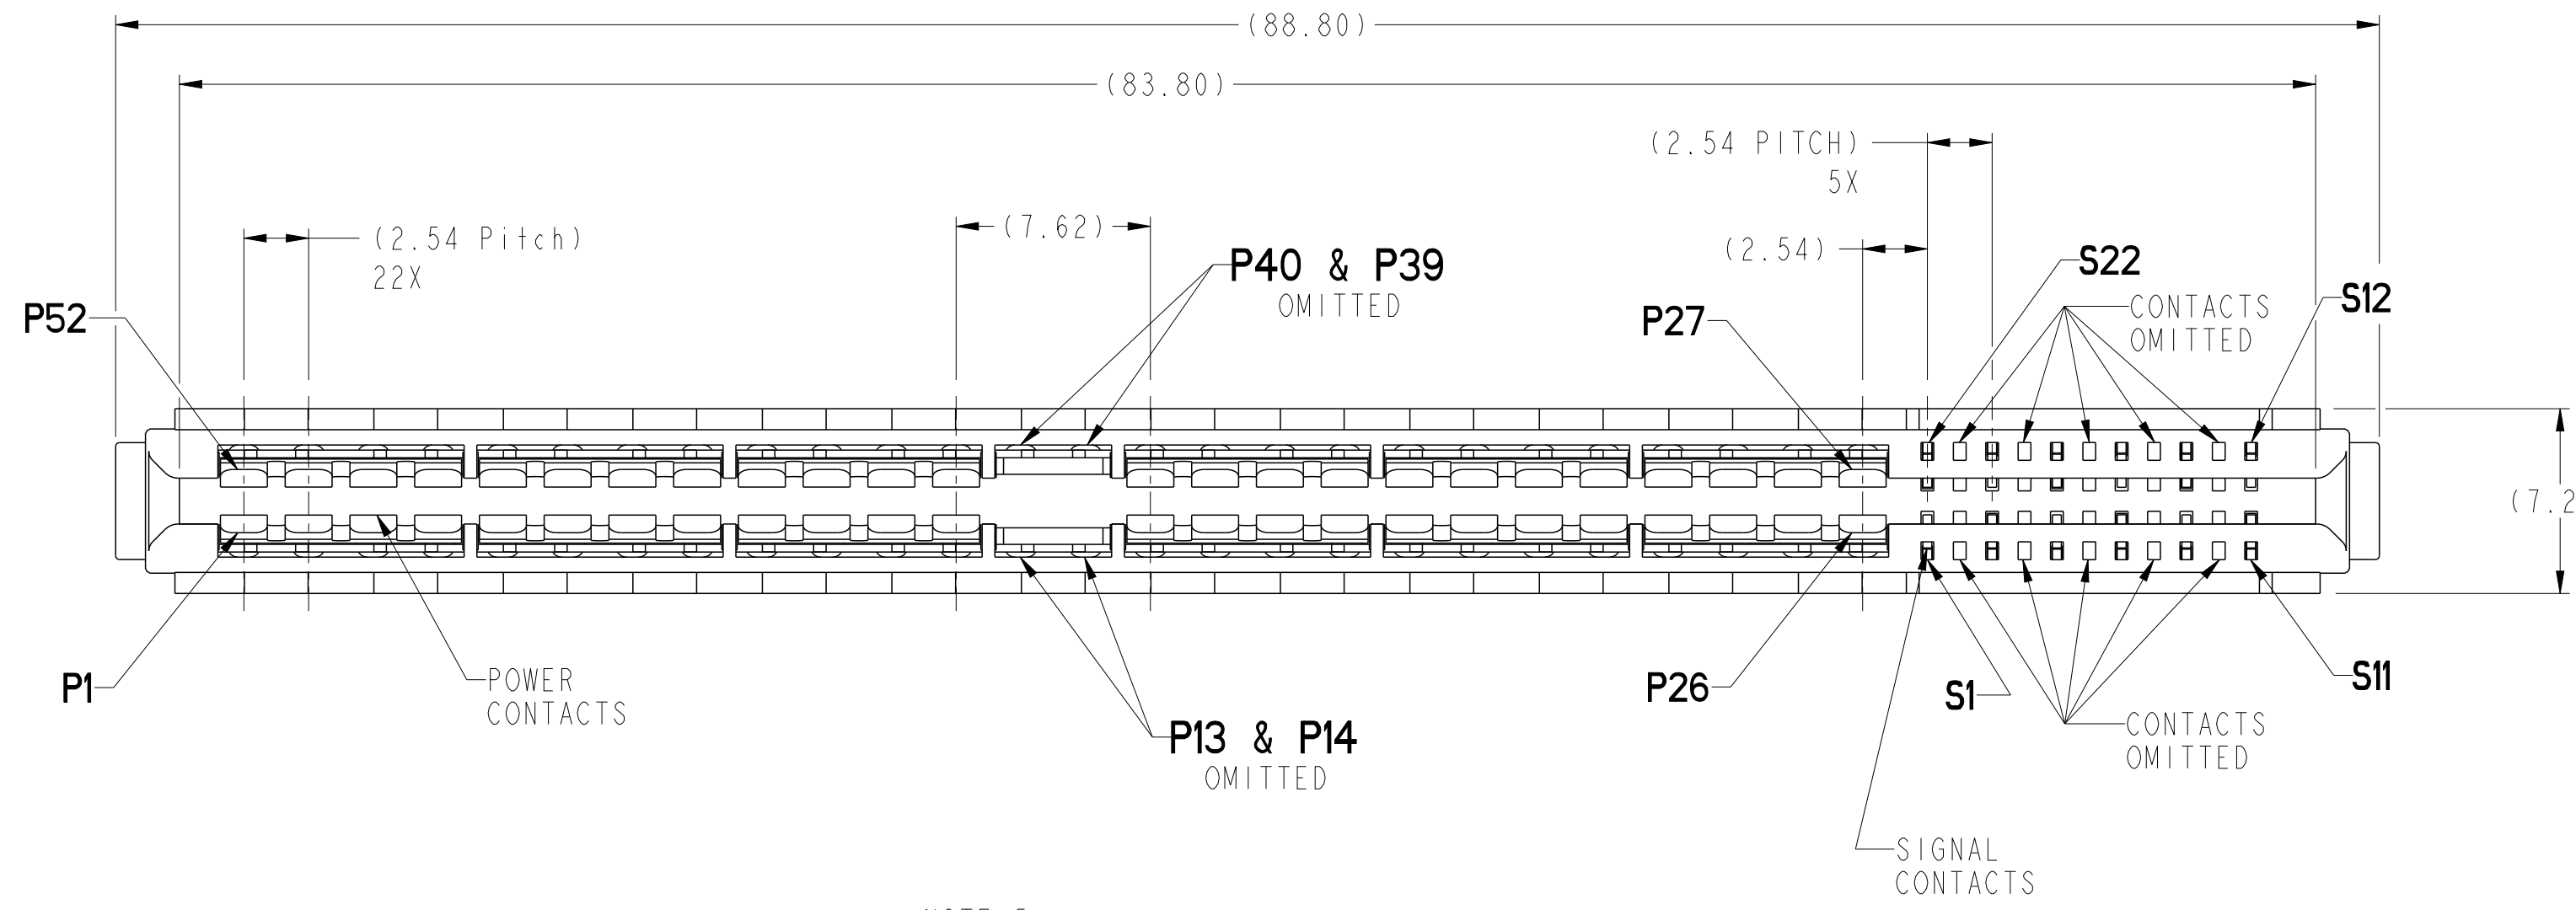 (88.80)
(83.80)
(2.54 PITCH)
5X
(2.54 Pitch)
22X
(7.62)
(2.54)
P40 & P39
OMITTED
S22
S12
CONTACTS
OMITTED
P52
P27
(7.2
P1
POWER
CONTACTS
P26
S1
S11
P13 & P14
OMITTED
CONTACTS
OMITTED
SIGNAL
CONTACTS